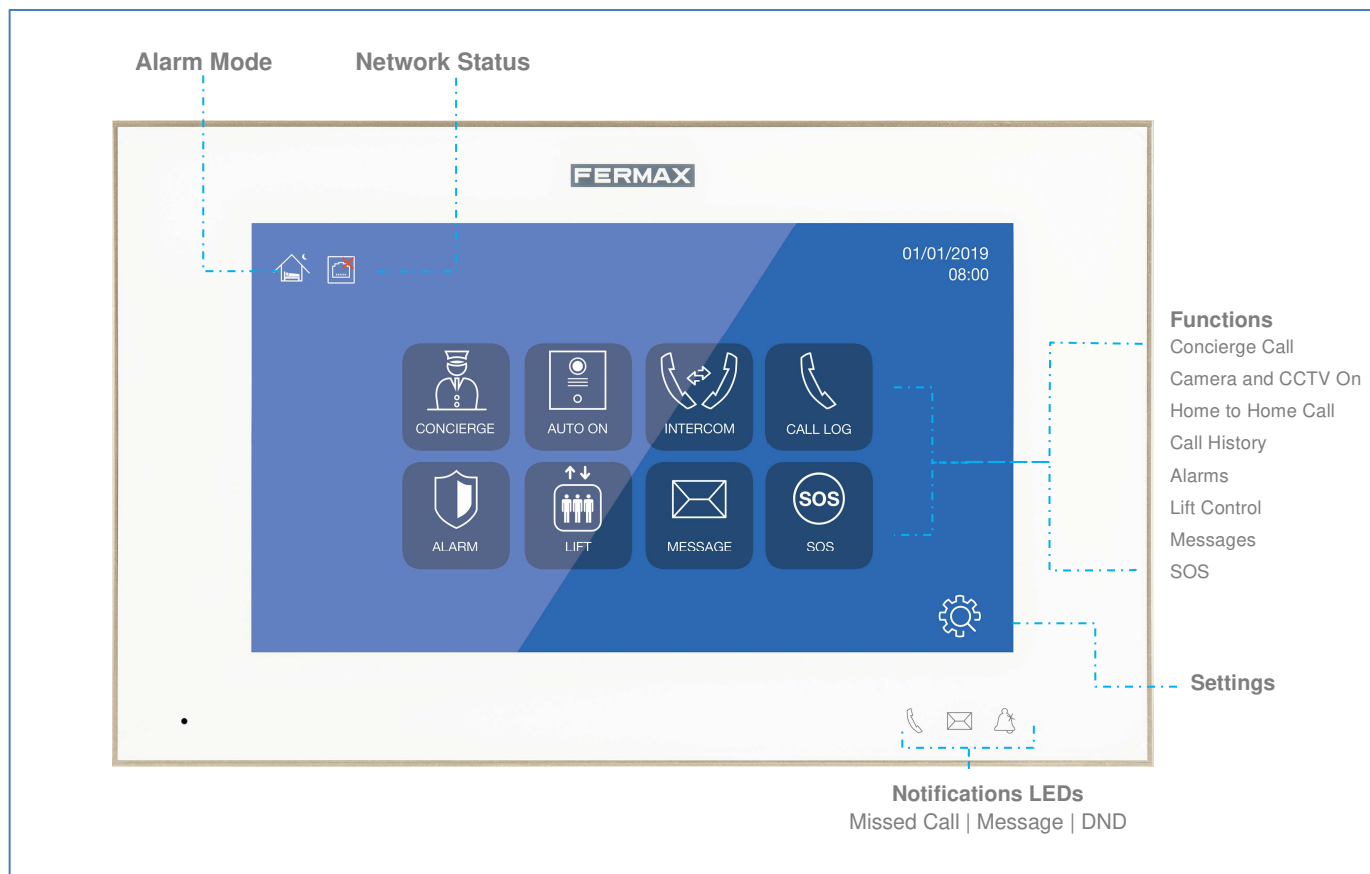 Alarm Mode
Network Status
FERMAX
01/01/2019
08:00
CONCIERGE
AUTO ON
INTERCOM
CALL LOG
ALARM
LIFT
MESSAGE
SOS
SOS
Functions
Concierge Call
Camera and CCTV On
Home to Home Call
Call History
Alarms
Lift Control
Messages
SOS
Settings
Notifications LEDs
Missed Call | Message | DND